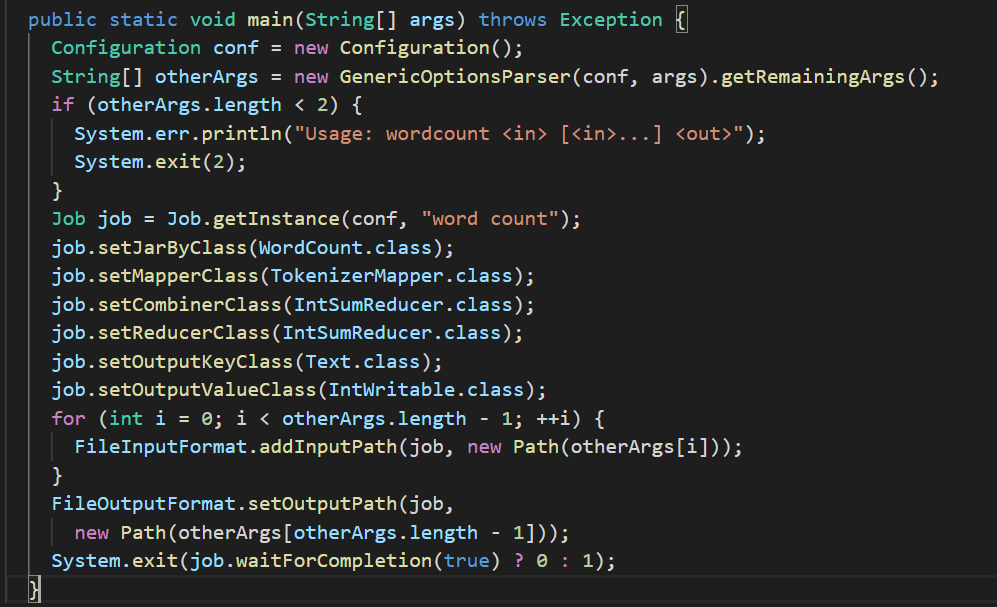 public static void main(String[] args) throws Exception {
  Configuration conf = new Configuration();
  String[] otherArgs = new GenericOptionsParser(conf, args).getRemainingArgs();
  if (otherArgs.length < 2) {
    System.err.println("Usage: wordcount <in> [<in>...] <out>");
    System.exit(2);
  }
  Job job = Job.getInstance(conf, "word count");
  job.setJarByClass(WordCount.class);
  job.setMapperClass(TokenizerMapper.class);
  job.setCombinerClass(IntSumReducer.class);
  job.setReducerClass(IntSumReducer.class);
  job.setOutputKeyClass(Text.class);
  job.setOutputValueClass(IntWritable.class);
  for (int i = 0; i < otherArgs.length - 1; ++i) {
    FileInputFormat.addInputPath(job, new Path(otherArgs[i]));
  }
  FileOutputFormat.setOutputPath(job,
    new Path(otherArgs[otherArgs.length - 1]));
  System.exit(job.waitForCompletion(true) ? 0 : 1);
}